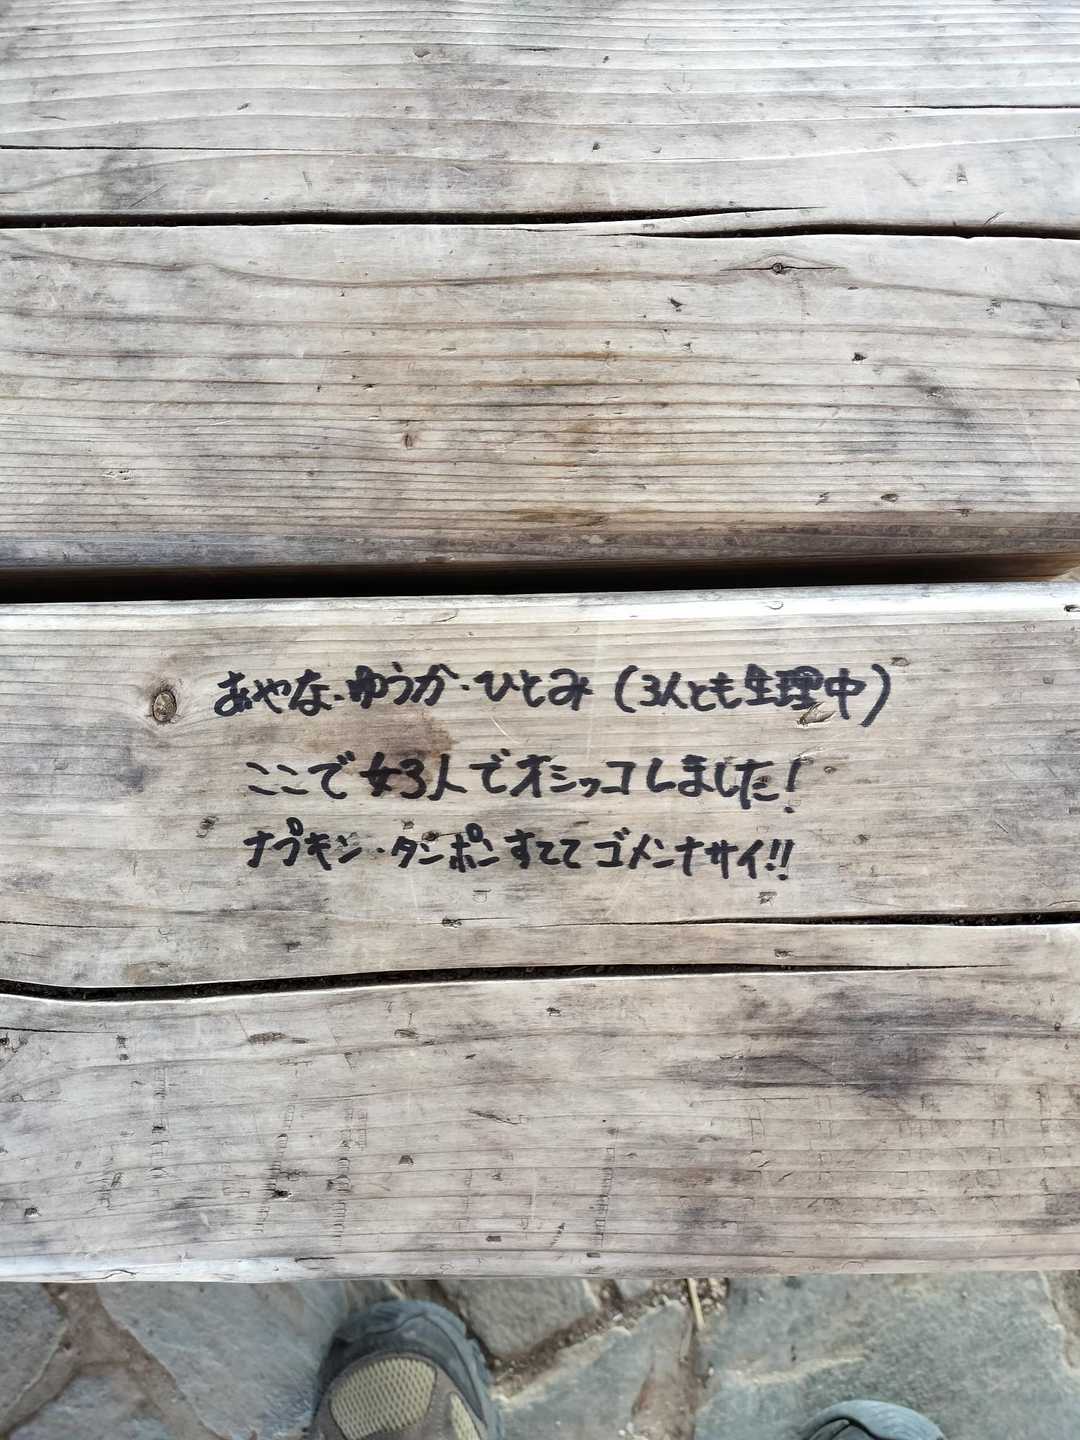 あやな・ゆうか・ひとみ(3人とも生理中)
ここで女3人でオシッコしました!
ナプキン・タンポンすててゴメンナサイ!!